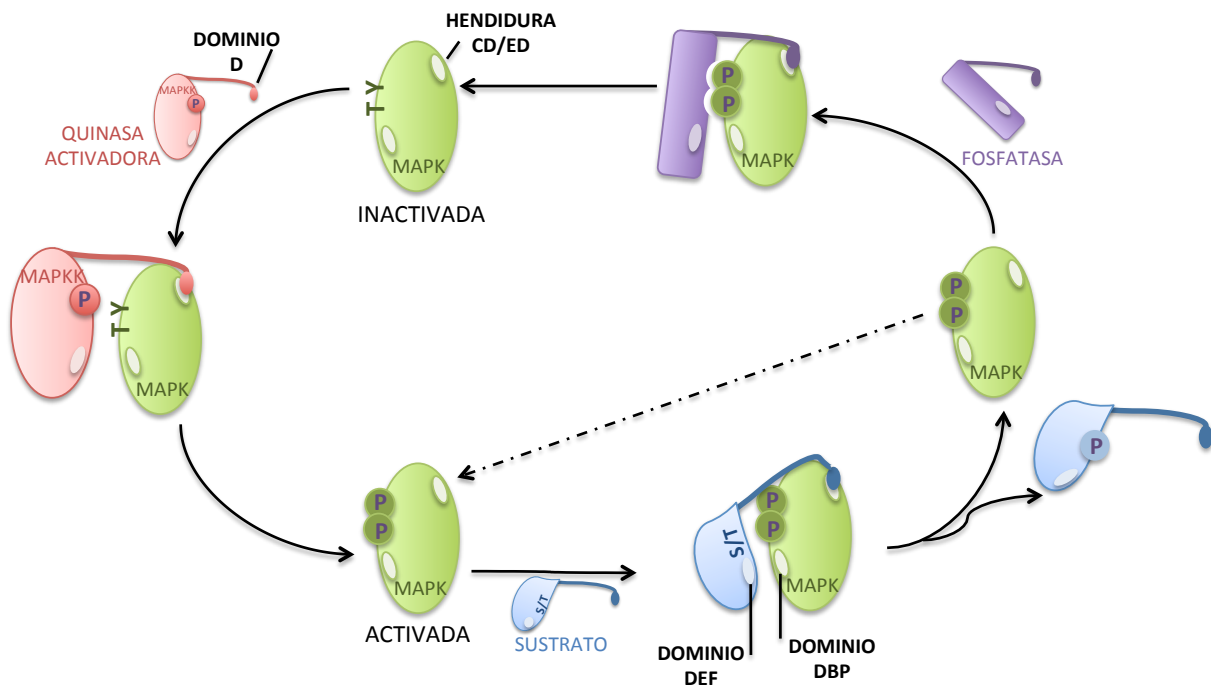 DOMINIO
D
MAPKK
P
QUINASA
ACTIVADORA
HENDIDURA
CD/ED
T Y
MAPK
INACTIVADA
P
P
MAPK
FOSFATASA
MAPKK
P
T Y
MAPK
P
P
MAPK
P
P
MAPK
ACTIVADA
S/T
SUSTRATO
S/T
P
P
MAPK
DOMINIO
DEF
DOMINIO
DBP
P